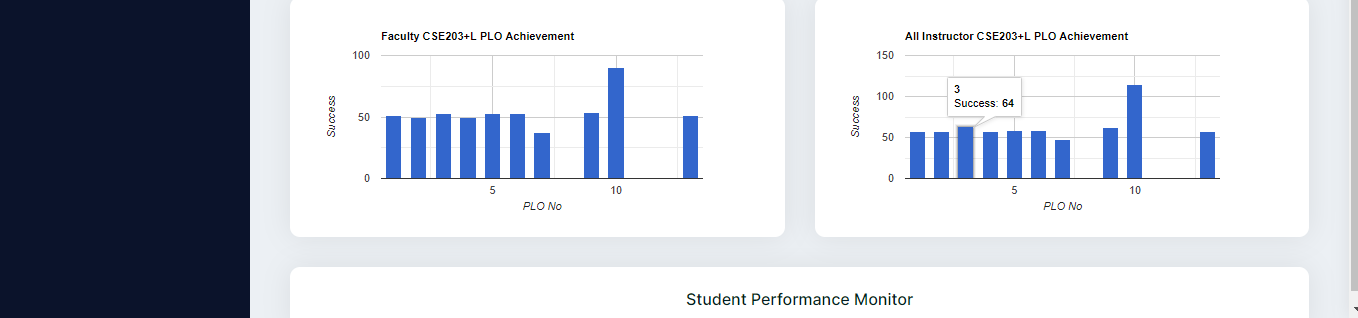 Faculty CSE203+L PLO Achievement
100
50
0
Success
5
10
PLO No
All Instructor CSE203+L PLO Achievement
150
100
50
0
Success
3
Success: 64
5
10
PLO No
Student Performance Monitor